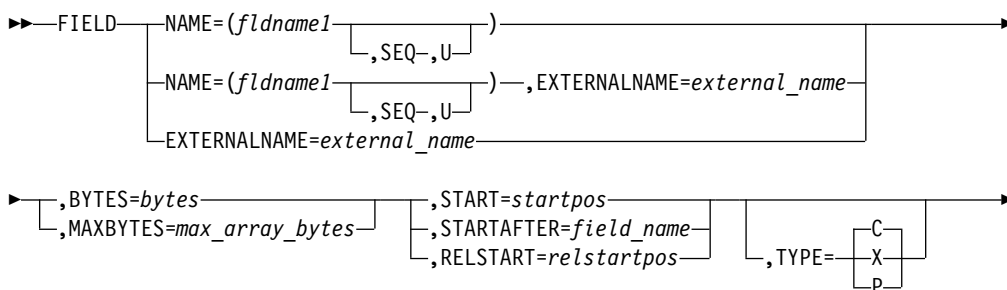 FIELD NAME=(fldname1 ,SEQ ,U )
NAME=(fldname1 ,SEQ ,U ) ,EXTERNALNAME=external_name
EXTERNALNAME=external_name
,BYTES=bytes ,START=startpos
,MAXBYTES=max_array_bytes ,STARTAFTER=field_name
,RELSTART=relstartpos
,TYPE= C
X
P